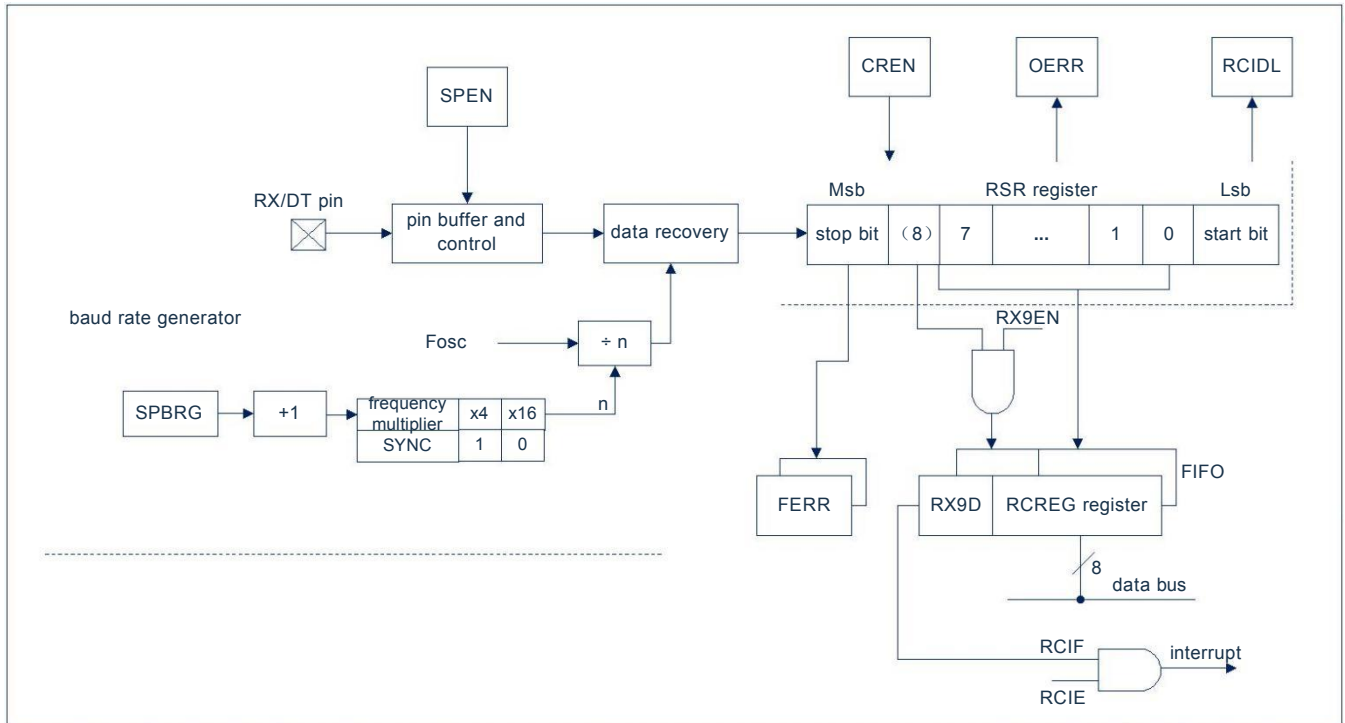 CREN
OERR
RCIDL
SPEN
Msb
RSR register
Lsb
RX/DT pin
pin buffer and
control
data recovery
stop bit
（8）
7
...
1
0
start bit
baud rate generator
Fosc
÷ n
RX9EN
SPBRG
+1
frequency
multiplier
x4
x16
n
SYNC
1
0
FERR
RX9D
RCREG register
FIFO
8
data bus
RCIF
interrupt
RCIE